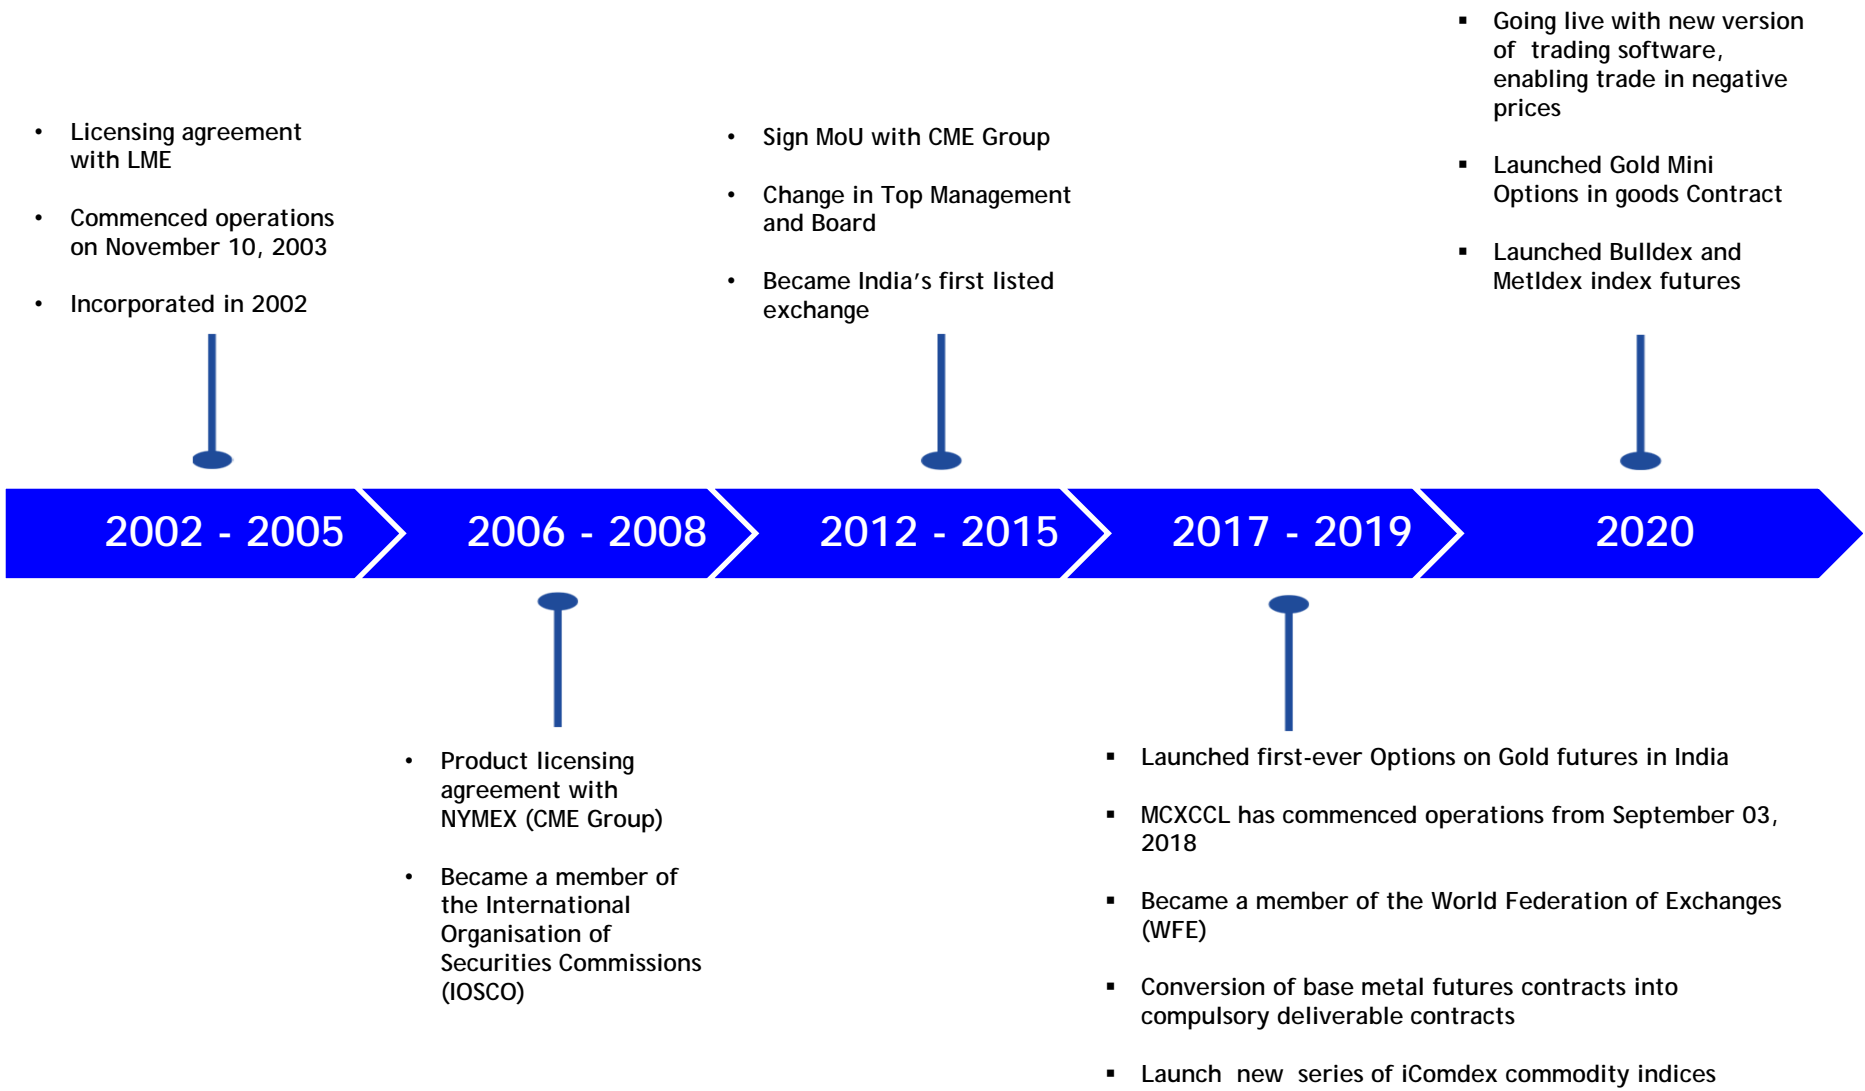 • Licensing agreement
with LME
• Commenced operations
on November 10, 2003
• Incorporated in 2002
• Sign MoU with CME Group
• Change in Top Management
and Board
• Became India’s first listed
exchange
▪ Going live with new version
of trading software,
enabling trade in negative
prices
▪ Launched Gold Mini
Options in goods Contract
▪ Launched Bulldex and
Metldex index futures
2002 - 2005
2006 - 2008
2012 - 2015
2017 - 2019
2020
• Product licensing
agreement with
NYMEX (CME Group)
• Became a member of
the International
Organisation of
Securities Commissions
(IOSCO)
▪ Launched first-ever Options on Gold futures in India
▪ MCXCCL has commenced operations from September 03,
2018
▪ Became a member of the World Federation of Exchanges
(WFE)
▪ Conversion of base metal futures contracts into
compulsory deliverable contracts
▪ Launch new series of iComdex commodity indices